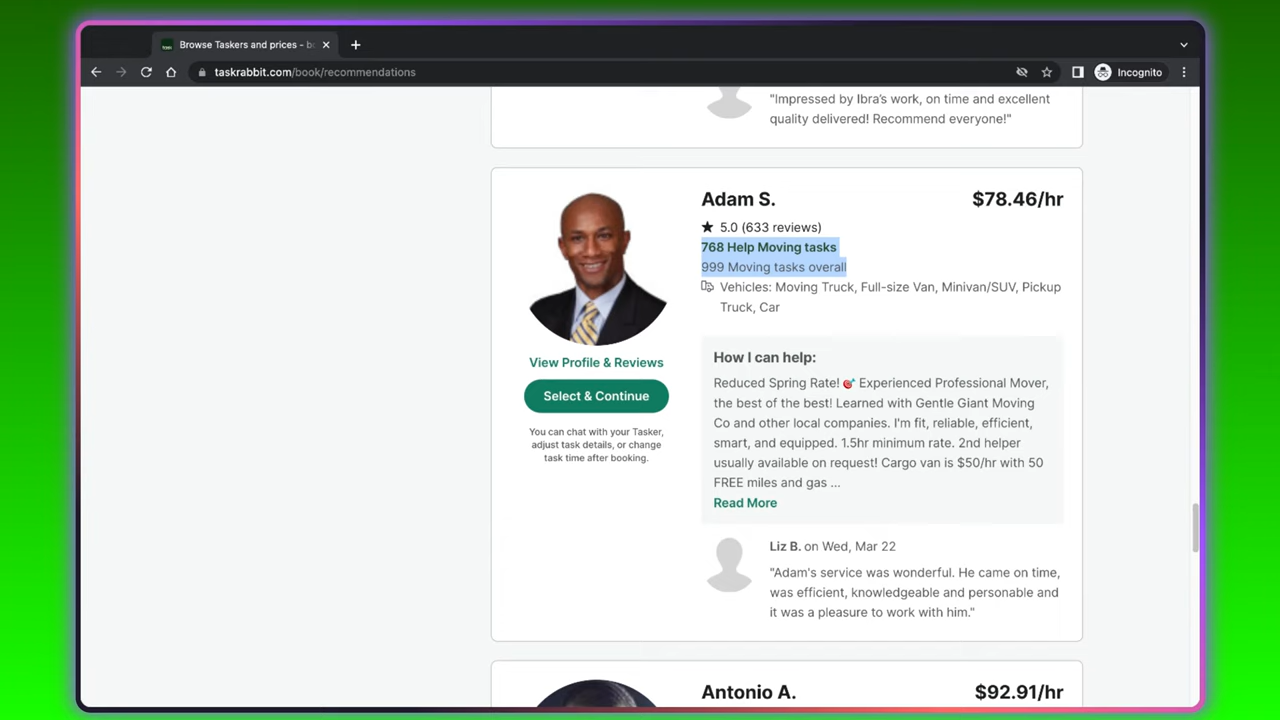 Browse Taskers and prices - bo
taskrabbit.com/book/recommendations
Incognito
"Impressed by Ibra's work, on time and excellent
quality delivered! Recommend everyone!"
Adam S.
$78.46/hr
5.0 (633 reviews)
768 Help Moving tasks
999 Moving tasks overall
Vehicles: Moving Truck, Full-size Van, Minivan/SUV, Pickup
Truck, Car
View Profile & Reviews
Select & Continue
You can chat with your Tasker,
adjust task details, or change
task time after booking.
How I can help:
Reduced Spring Rate! 🎯 Experienced Professional Mover,
the best of the best! Learned with Gentle Giant Moving
Co and other local companies. I'm fit, reliable, efficient,
smart, and equipped. 1.5hr minimum rate. 2nd helper
usually available on request! Cargo van is $50/hr with 50
FREE miles and gas ...
Read More
Liz B. on Wed, Mar 22
"Adam's service was wonderful. He came on time,
was efficient, knowledgeable and personable and
it was a pleasure to work with him."
Antonio A.
$92.91/hr